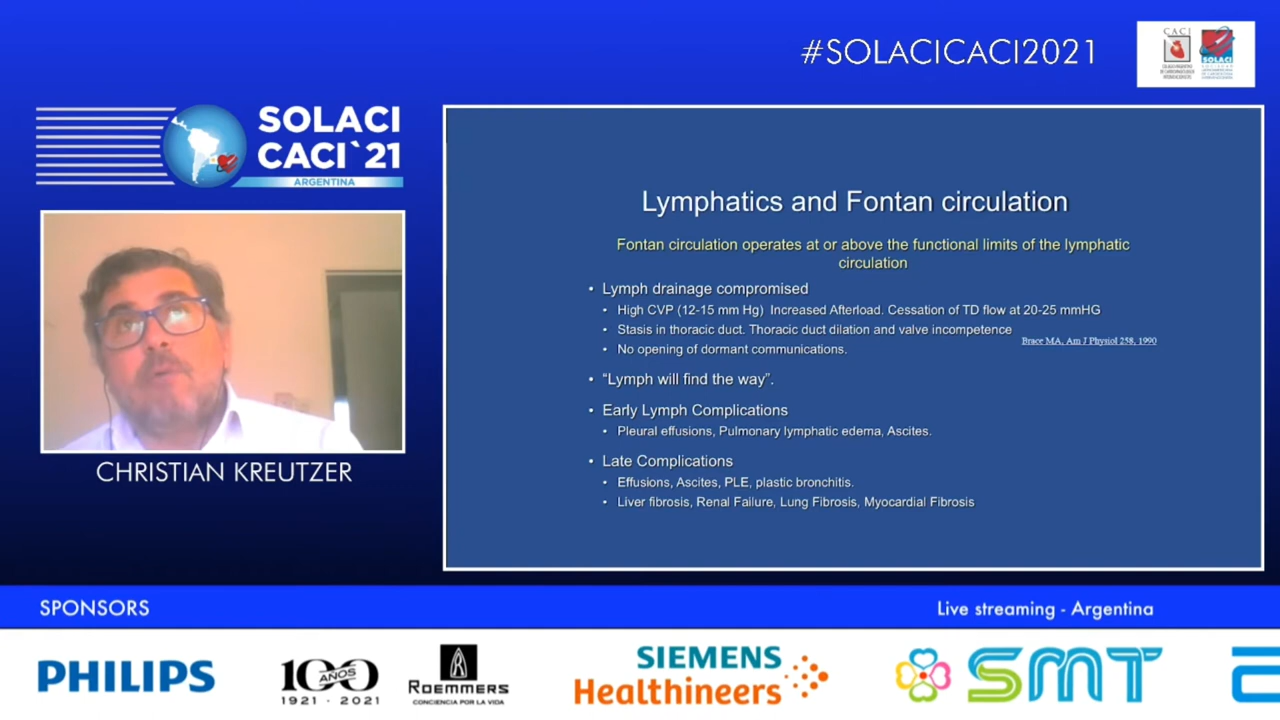 #SOLACICACI2021
CACI
SOLACI
SOLACI
CACI`21
ARGENTINA
CHRISTIAN KREUTZER
Lymphatics and Fontan circulation
Fontan circulation operates at or above the functional limits of the lymphatic
circulation
• Lymph drainage compromised
• High CVP (12-15 mm Hg) Increased Afterload. Cessation of TD flow at 20-25 mmHG
• Stasis in thoracic duct. Thoracic duct dilation and valve incompetence
Brace MA, Am J Physiol 258, 1990
• No opening of dormant communications.
• “Lymph will find the way”.
• Early Lymph Complications
• Pleural effusions, Pulmonary lymphatic edema, Ascites.
• Late Complications
• Effusions, Ascites, PLE, plastic bronchitis.
• Liver fibrosis, Renal Failure, Lung Fibrosis, Myocardial Fibrosis
SPONSORS
Live streaming - Argentina
PHILIPS
100 AÑOS
1921 - 2021
ROEMMERS
CONCIENCIA POR LA VIDA
SIEMENS
Healthineers
SMT